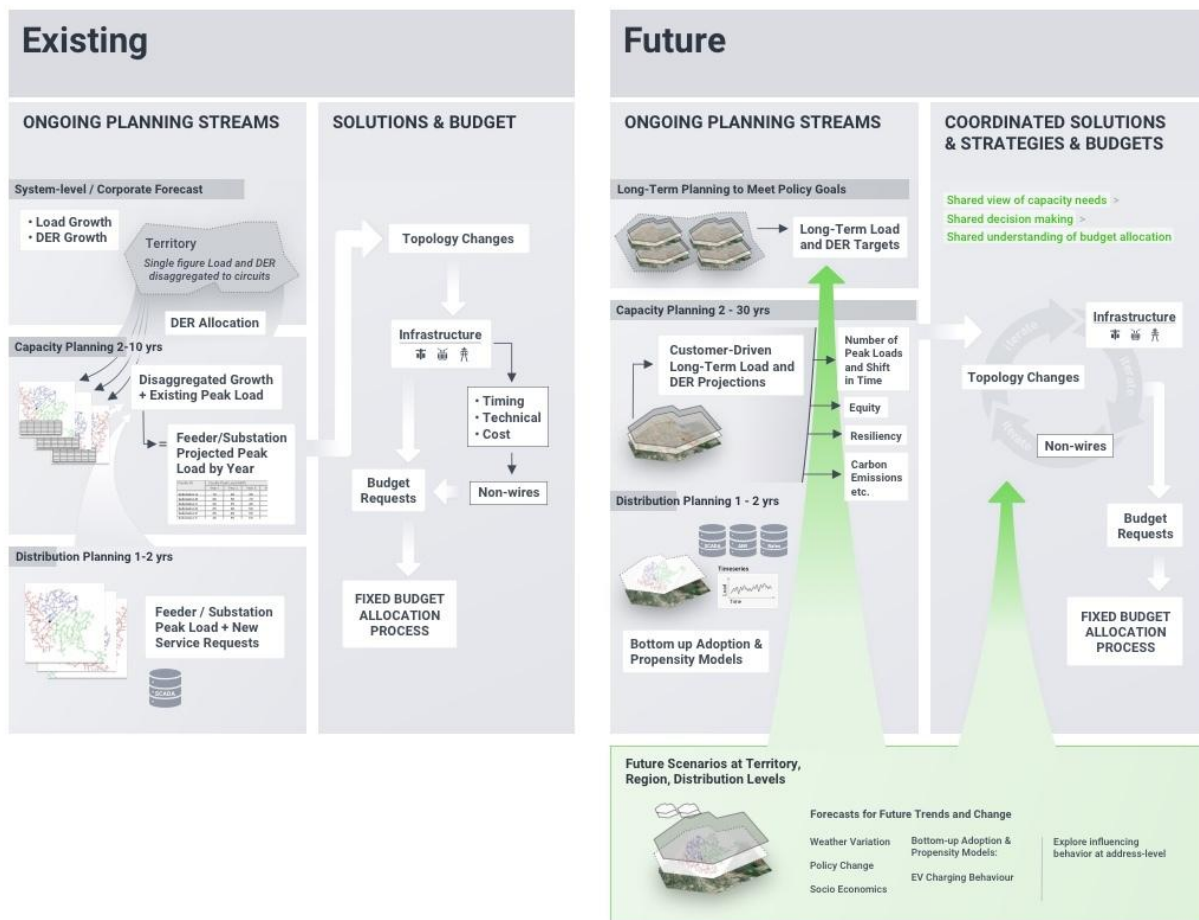 Existing
ONGOING PLANNING STREAMS
System-level / Corporate Forecast
• Load Growth
• DER Growth
Territory
Single figure Load and DER
disaggregated to circuits
DER Allocation
Capacity Planning 2-10 yrs
Disaggregated Growth
+ Existing Peak Load
=
Feeder/Substation
Projected Peak
Load by Year
Distribution Planning 1-2 yrs
Feeder / Substation
Peak Load + New
Service Requests
SCADA
SOLUTIONS & BUDGET
Topology Changes
Infrastructure
• Timing
• Technical
• Cost
Budget
Requests
Non-wires
FIXED BUDGET
ALLOCATION
PROCESS
Future
ONGOING PLANNING STREAMS
Long-Term Planning to Meet Policy Goals
Long-Term Load
and DER Targets
Capacity Planning 2 - 30 yrs
Customer-Driven
Long-Term Load and
DER Projections
Number of
Peak Loads
and Shift
in Time
Equity
Resiliency
Carbon
Emissions
etc.
Distribution Planning 1 - 2 yrs
SCADA
AMI
Timeseries
Load
Time
Bottom up Adoption &
Propensity Models
COORDINATED SOLUTIONS
& STRATEGIES & BUDGETS
Shared view of capacity needs >
Shared decision making >
Shared understanding of budget allocation
Infrastructure
Iterate
Iterate
Topology Changes
Iterate
Non-wires
Budget
Requests
FIXED BUDGET
ALLOCATION
PROCESS
Future Scenarios at Territory,
Region, Distribution Levels
Forecasts for Future Trends and Change
Weather Variation
Policy Change
Socio Economics
Bottom-up Adoption &
Propensity Models:
EV Charging Behaviour
Explore influencing
behavior at address-level